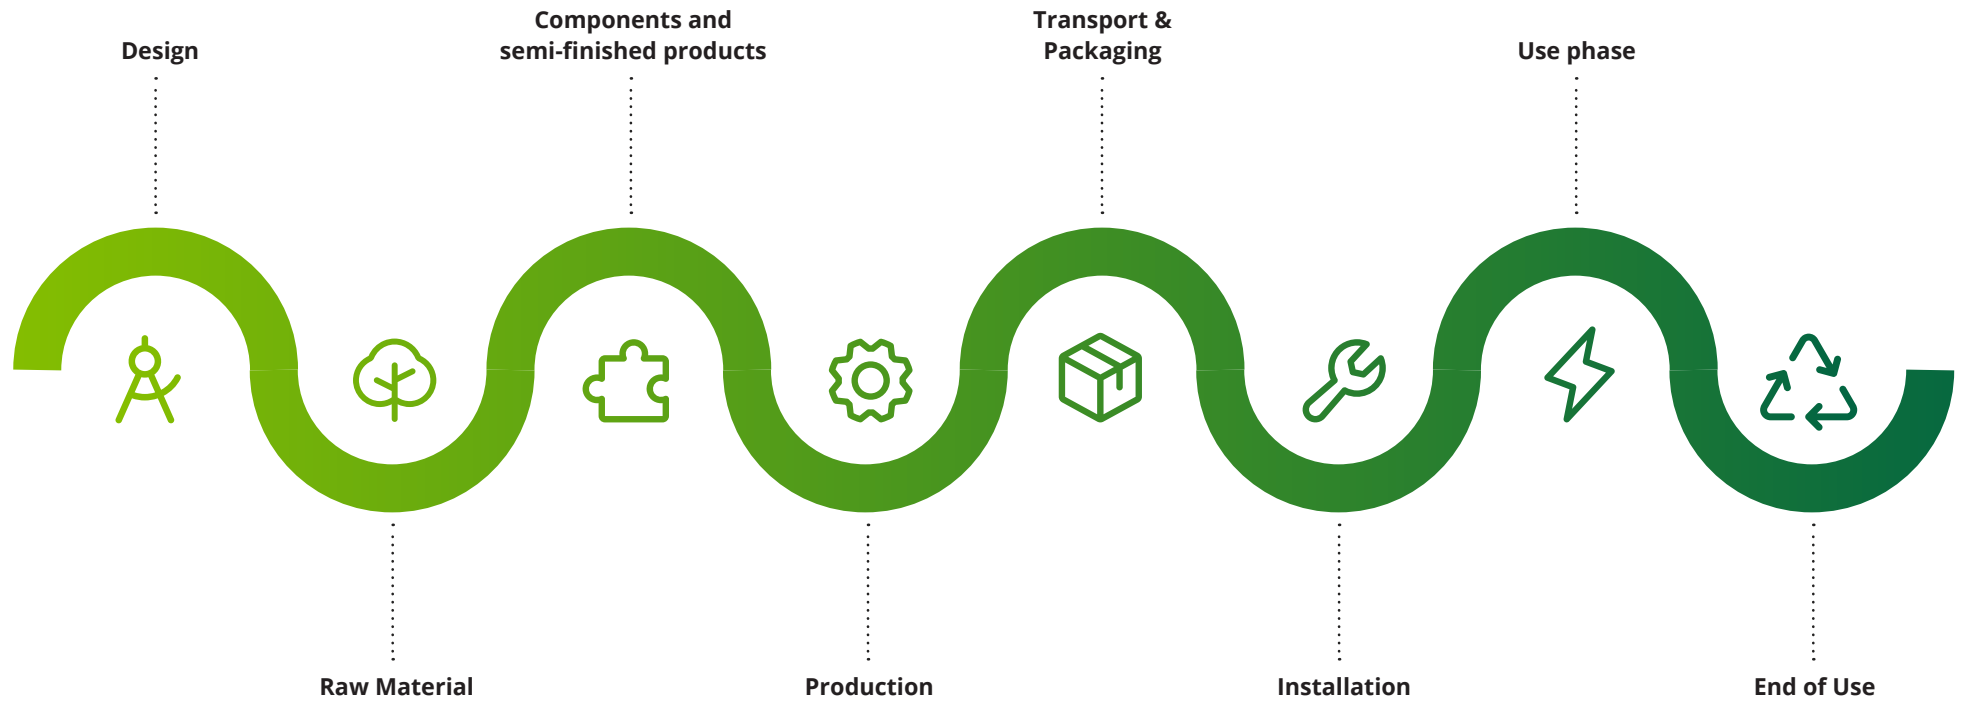 Design
Raw Material
Components and
semi-finished products
Production
Transport &
Packaging
Installation
Use phase
End of Use